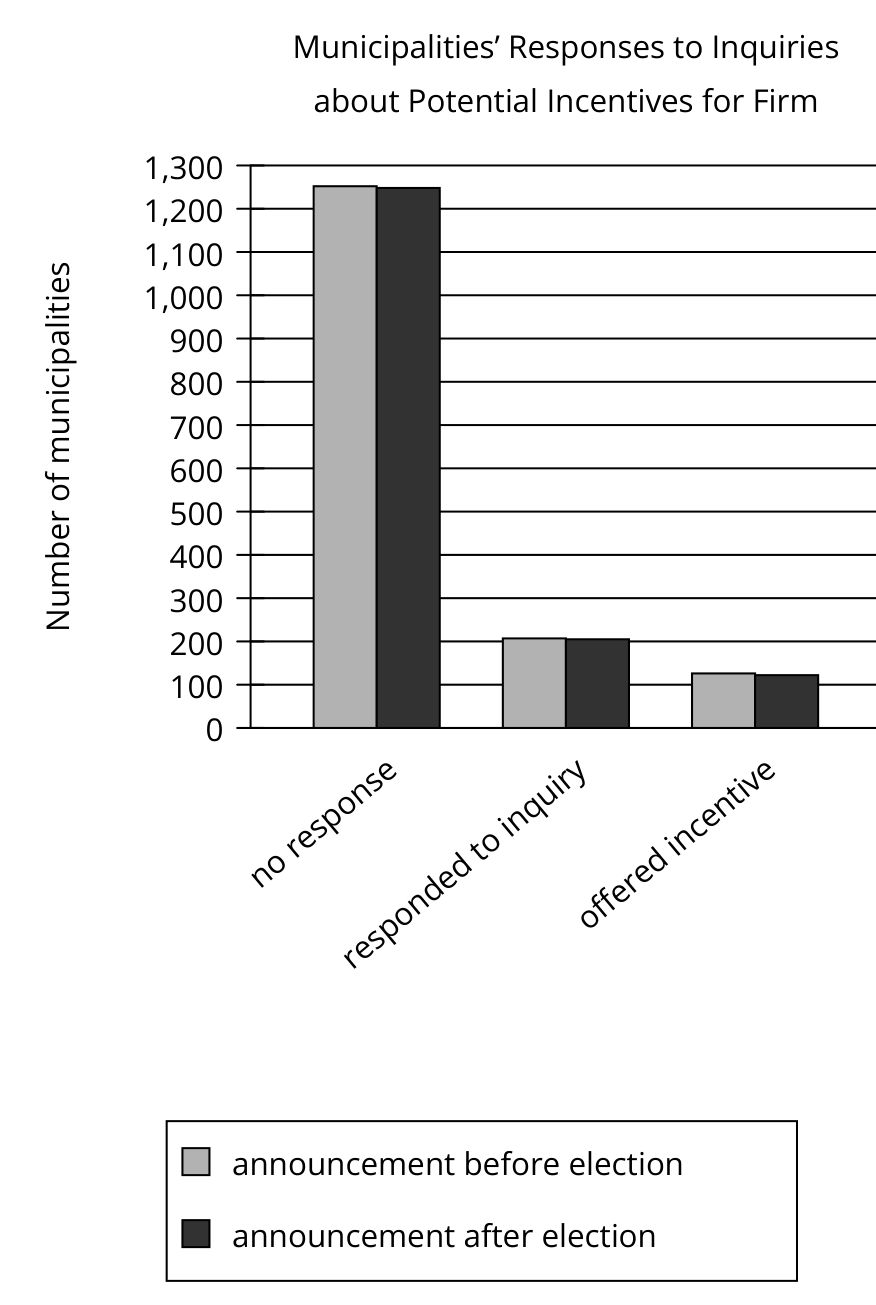 Municipalities’ Responses to Inquiries
about Potential Incentives for Firm
Number of municipalities
1,300
1,200
1,100
1,000
900
800
700
600
500
400
300
200
100
0
no response
responded to inquiry
offered incentive
announcement before election
announcement after election